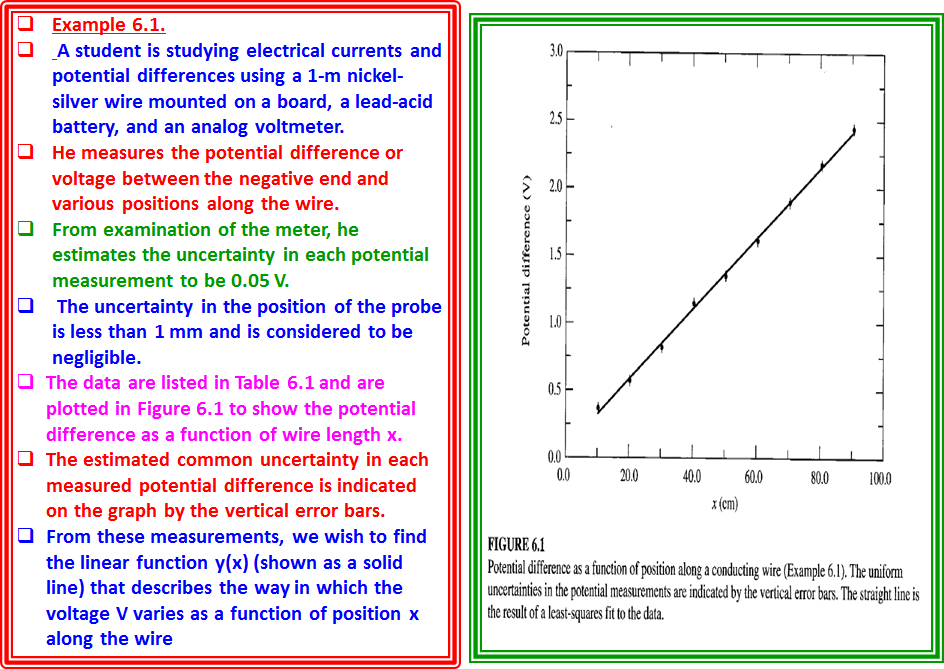 ❑ Example 6.1.
❑ A student is studying electrical currents and
potential differences using a 1-m nickel-
silver wire mounted on a board, a lead-acid
battery, and an analog voltmeter.
❑ He measures the potential difference or
voltage between the negative end and
various positions along the wire.
❑ From examination of the meter, he
estimates the uncertainty in each potential
measurement to be 0.05 V.
❑ The uncertainty in the position of the probe
is less than 1 mm and is considered to be
negligible.
❑ The data are listed in Table 6.1 and are
plotted in Figure 6.1 to show the potential
difference as a function of wire length x.
❑ The estimated common uncertainty in each
measured potential difference is indicated
on the graph by the vertical error bars.
❑ From these measurements, we wish to find
the linear function y(x) (shown as a solid
line) that describes the way in which the
voltage V varies as a function of position x
along the wire
3.0
2.5
2.0
1.5
1.0
0.5
0.0
Potential difference (V)
0.0 20.0 40.0 60.0 80.0 100.0
x (cm)
FIGURE 6.1
Potential difference as a function of position along a conducting wire (Example 6.1). The uniform
uncertainties in the potential measurements are indicated by the vertical error bars. The straight line is
the result of a least-squares fit to the data.